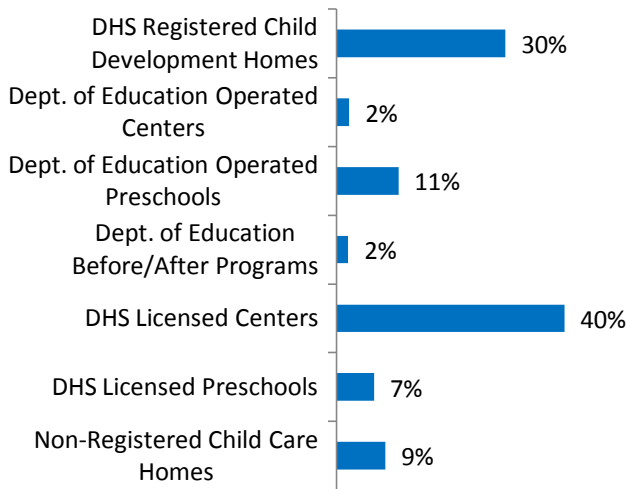 DHS Registered Child
Development Homes
30%
Dept. of Education Operated
Centers
2%
Dept. of Education Operated
Preschools
11%
Dept. of Education
Before/After Programs
2%
DHS Licensed Centers
40%
DHS Licensed Preschools
7%
Non-Registered Child Care
Homes
9%